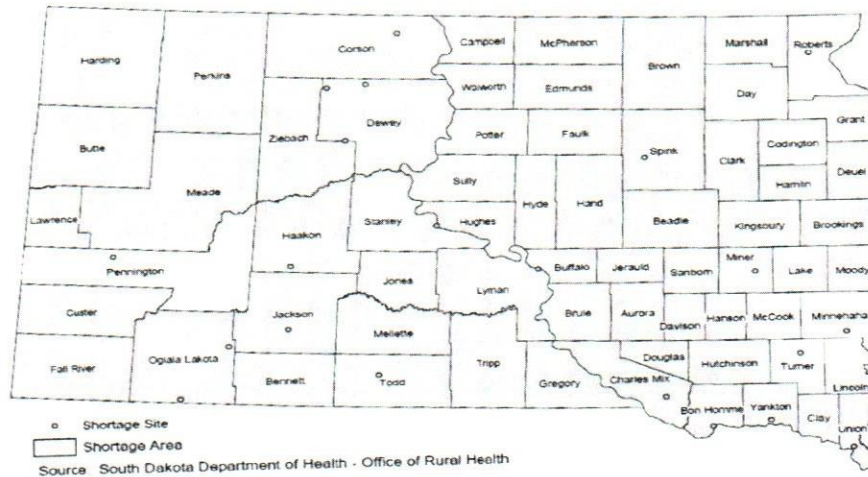 Harding
Perkins
Corson
Campbell
McPherson
Brown
Marshall
Roberts
Walworth
Edmunds
Day
Butte
Ziebach
Dewey
Potter
Faulk
Spink
Grant
Codington
Clark
Deuel
Meade
Sully
Hyde
Hand
Hamlin
Lawrence
Haakon
Stanley
Hughes
Beadle
Kingsbury
Brookings
Pennington
Buffalo
Jerauld
Sanborn
Miner
Lake
Moody
Custer
Jackson
Jones
Lyman
Brule
Aurora
Davison
Hanson
McCook
Minnehaha
Fall River
Oglala Lakota
Mellette
Bennett
Todd
Tripp
Gregory
Douglas
Charles Mix
Hutchinson
Turner
Lincoln
Bon Homme
Yankton
Clay
Union
Shortage Site
Shortage Area
Source: South Dakota Department of Health - Office of Rural Health